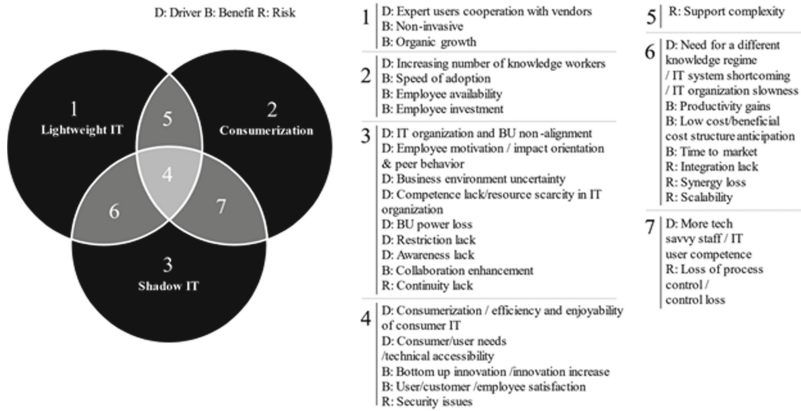 D: Driver B: Benefit R: Risk
1
Lightweight IT
2
Consumerization
5
4
6
7
3
Shadow IT
1
D: Expert users cooperation with vendors
B: Non-invasive
B: Organic growth
2
D: Increasing number of knowledge workers
B: Speed of adoption
B: Employee availability
B: Employee investment
3
D: IT organization and BU non-alignment
D: Employee motivation / impact orientation
& peer behavior
D: Business environment uncertainty
D: Competence lack/resource scarcity in IT
organization
D: BU power loss
D: Restriction lack
D: Awareness lack
B: Collaboration enhancement
R: Continuity lack
4
D: Consumerization / efficiency and enjoyability
of consumer IT
D: Consumer/user needs
/technical accessibility
B: Bottom up innovation /innovation increase
B: User/customer /employee satisfaction
R: Security issues
5
R: Support complexity
6
D: Need for a different
knowledge regime
/ IT system shortcoming
/ IT organization slowness
B: Productivity gains
B: Low cost/beneficial
cost structure anticipation
B: Time to market
R: Integration lack
R: Synergy loss
R: Scalability
7
D: More tech
savvy staff / IT
user competence
R: Loss of process
control /
control loss